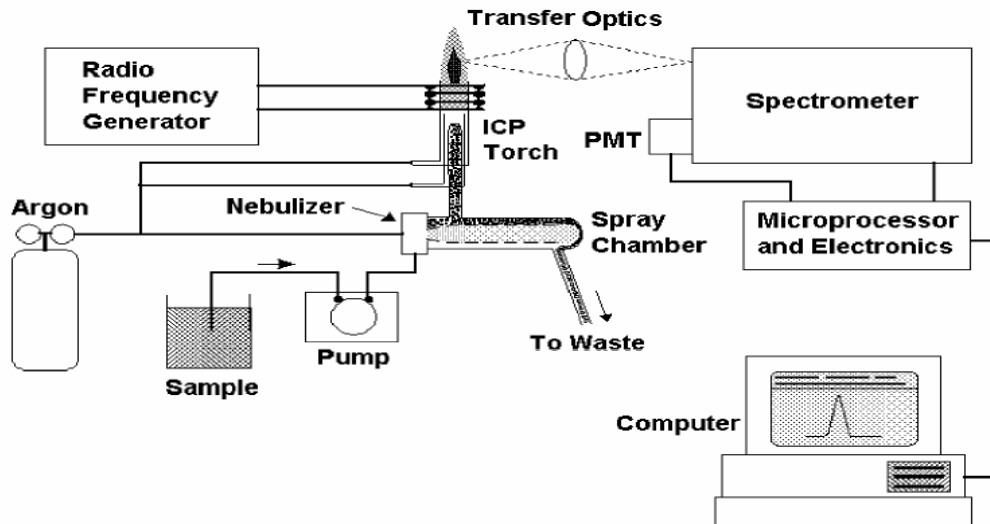 Transfer Optics
Radio
Frequency
Generator
ICP
Torch
Spectrometer
PMT
Argon
Nebulizer
Spray
Chamber
Microprocessor
and Electronics
To Waste
Pump
Sample
Computer